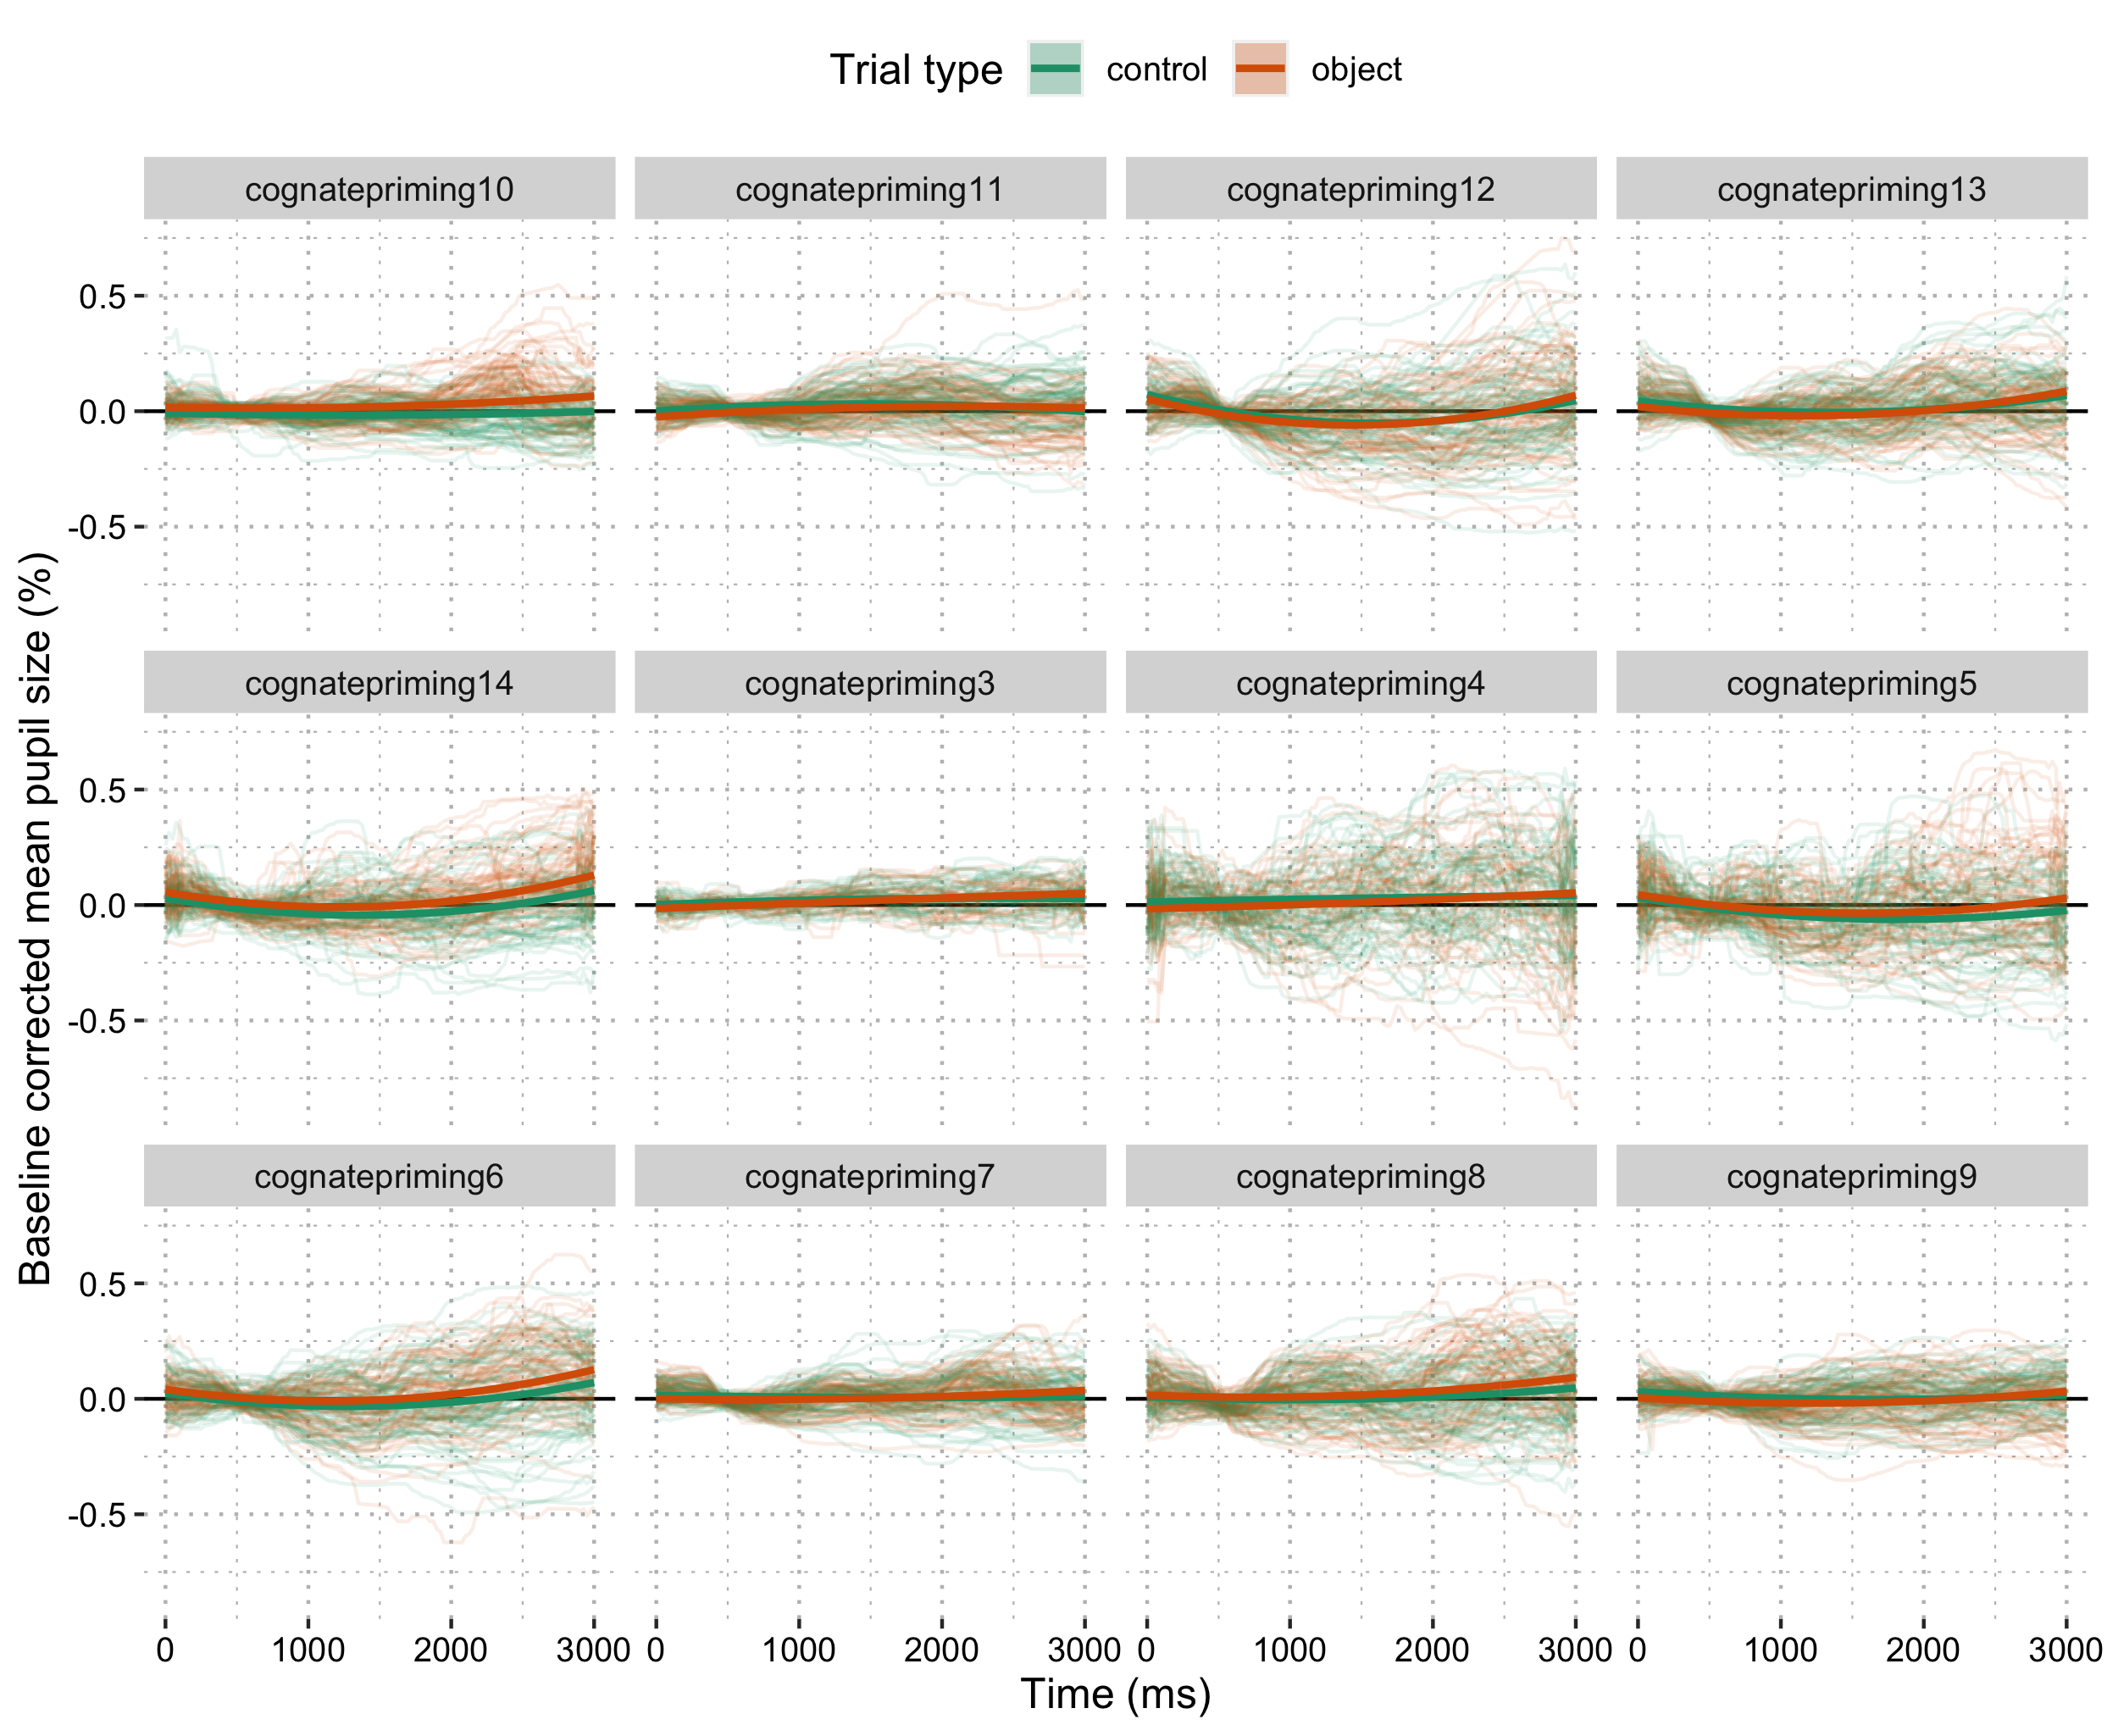 Trial type control object
cognatepriming10 cognatepriming11 cognatepriming12 cognatepriming13
0.5
0.0
-0.5
cognatepriming14 cognatepriming3 cognatepriming4 cognatepriming5
0.5
0.0
-0.5
Baseline corrected mean pupil size (%)
cognatepriming6 cognatepriming7 cognatepriming8 cognatepriming9
0.5
0.0
-0.5
0 1000 2000 3000 0 1000 2000 3000 0 1000 2000 3000 0 1000 2000 3000
Time (ms)